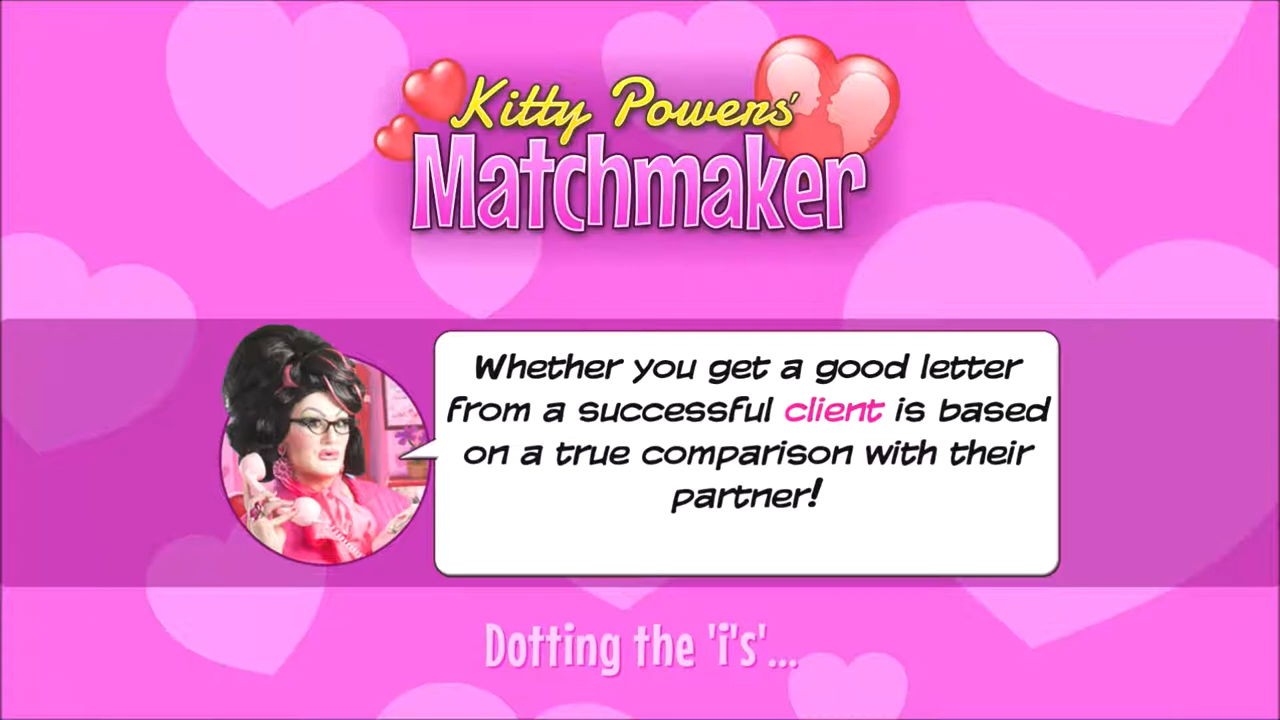 Kitty Powers'
Matchmaker
Whether you get a good letter
from a successful client is based
on a true comparison with their
partner!
Dotting the 'i's'...